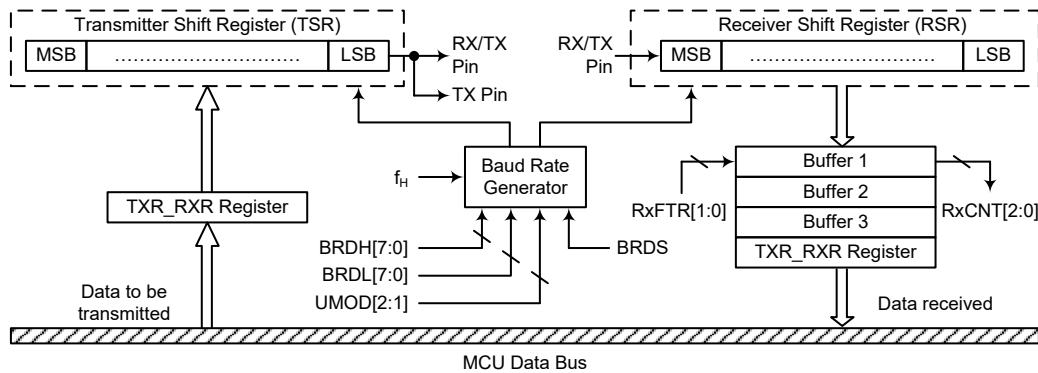 Transmitter Shift Register (TSR)
MSB ................................ LSB
RX/TX
Pin
TX Pin
Receiver Shift Register (RSR)
RX/TX
Pin
MSB ................................ LSB
fH
Baud Rate
Generator
TXR_RXR Register
BRDH[7:0]
BRDL[7:0]
UMOD[2:1]
BRDS
Buffer 1
Buffer 2
Buffer 3
TXR_RXR Register
RxFTR[1:0]
RxCNT[2:0]
Data to be
transmitted
Data received
MCU Data Bus